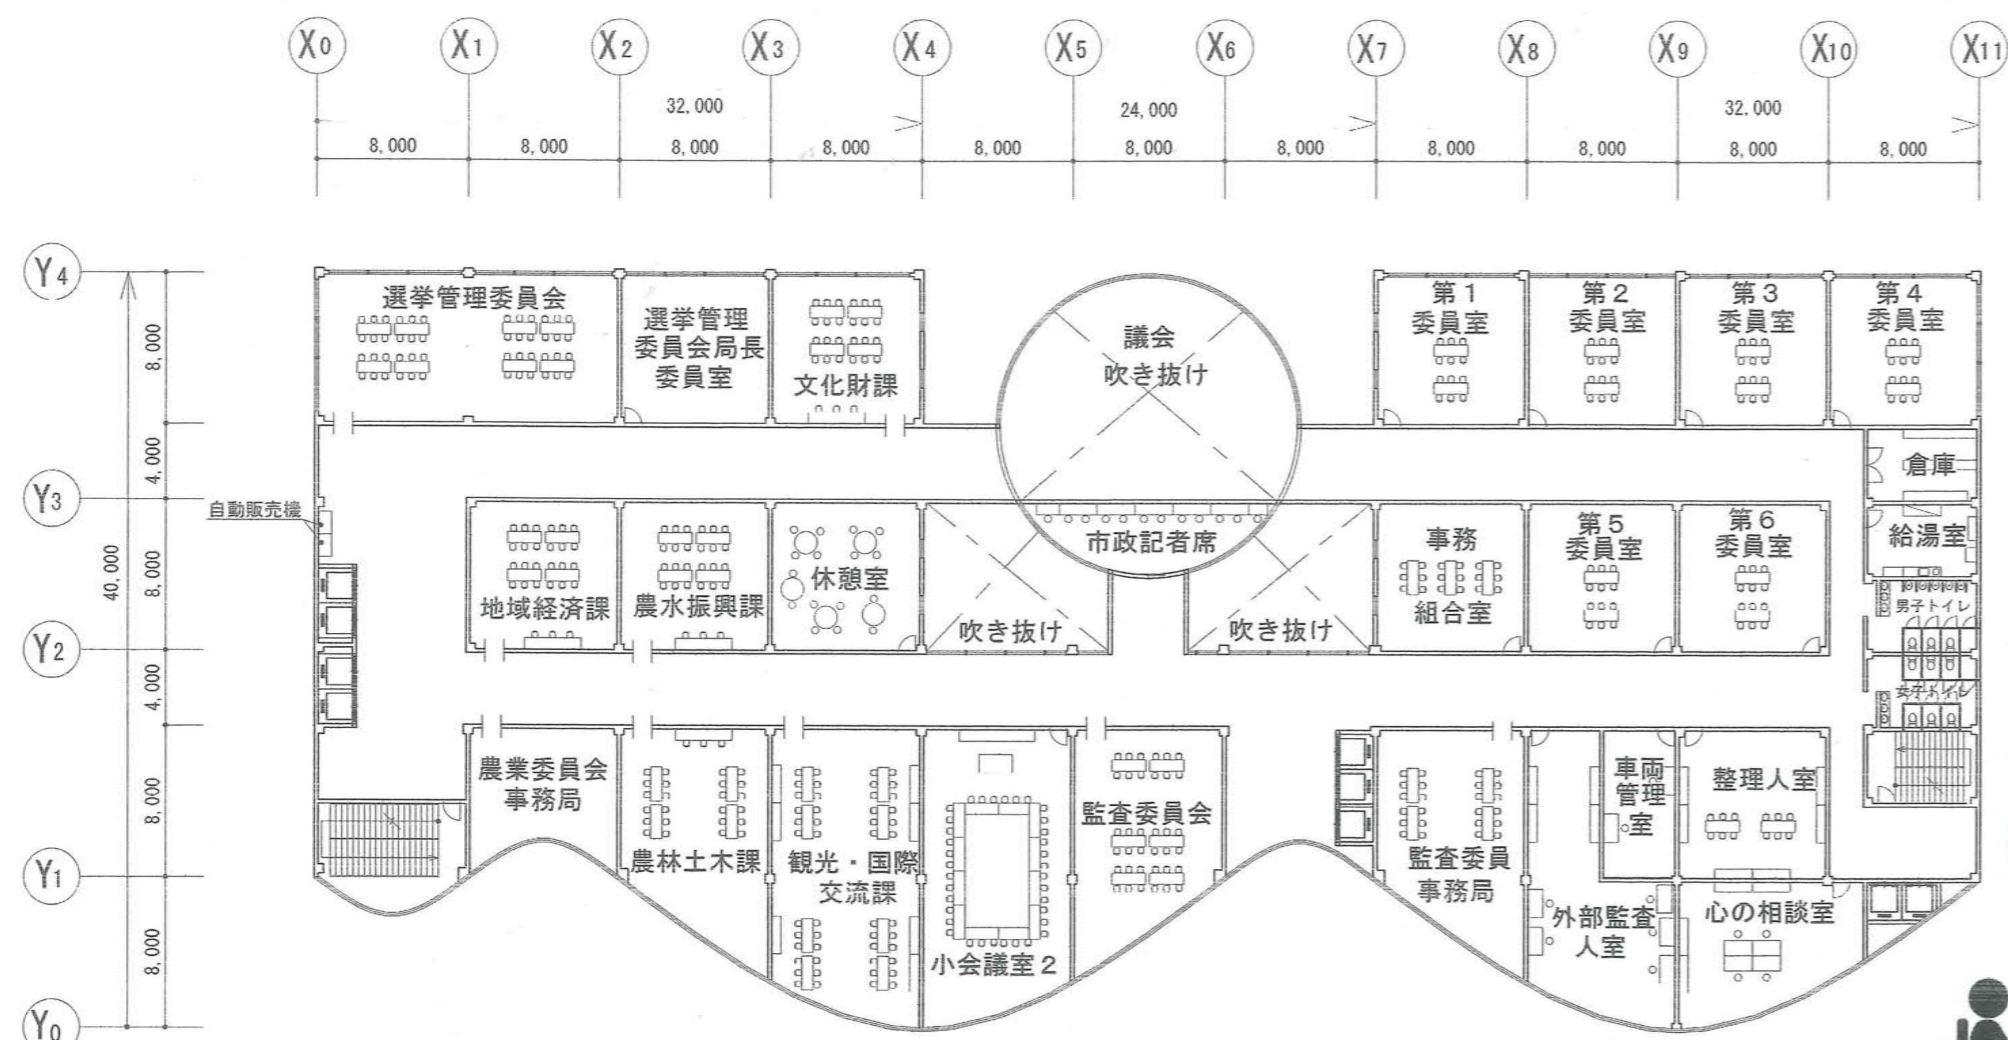 X0 X1 X2 X3 X4 X5 X6 X7 X8 X9 X10 X11
32,000 24,000 32,000
8,000 8,000 8,000 8,000 8,000 8,000 8,000 8,000 8,000 8,000 8,000
Y4
8,000
4,000
Y3
自動販売機
40,000
8,000
Y2
4,000
8,000
Y1
8,000
Y0
選挙管理委員会
選挙管理
委員会局長
委員室
文化財課
議会
吹き抜け
第1
委員室
第2
委員室
第3
委員室
第4
委員室
倉庫
給湯室
男子トイレ
女子トイレ
地域経済課
農水振興課
休憩室
吹き抜け
市政記者席
吹き抜け
事務
組合室
第5
委員室
第6
委員室
農業委員会
事務局
農林土木課
観光・国際
交流課
小会議室2
監査委員会
監査委員
事務局
外部監査
人室
車両
管理
室
整理人室
心の相談室